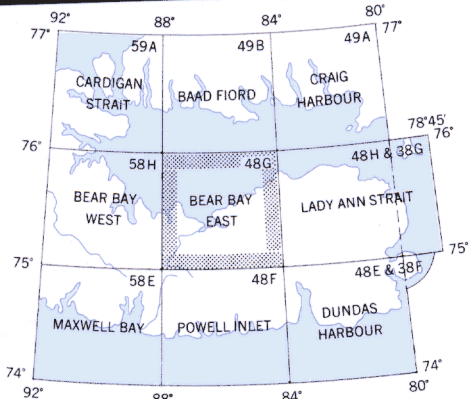 92° 88° 84° 80°
77° 77°
59A 49B 49A
CARDIGAN
STRAIT
BAAD FIORD
CRAIG
HARBOUR
78°45'
76° 76°
58H 48G 48H & 38G
BEAR BAY
WEST
BEAR BAY
EAST
LADY ANN STRAIT
75° 75°
58E 48F 48E & 38F
MAXWELL BAY
POWELL INLET
DUNDAS
HARBOUR
74° 74°
92° 88° 84° 80°